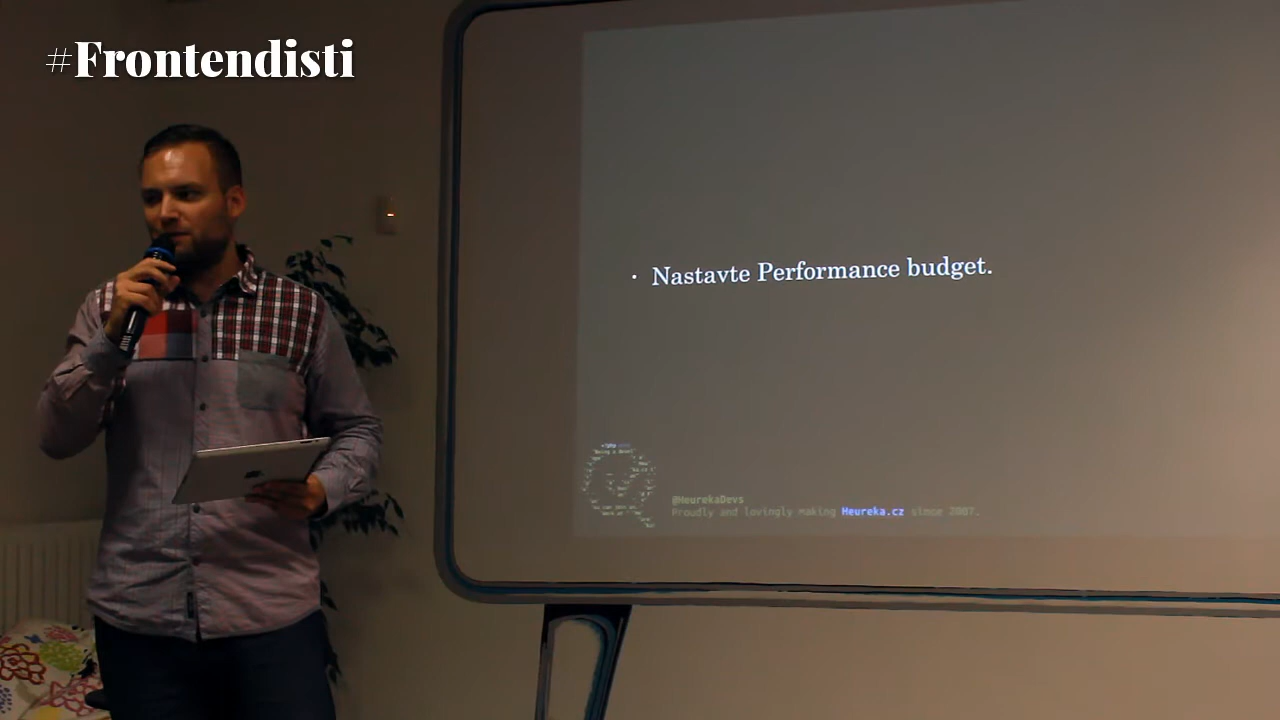 #Frontendisti
· Nastavte Performance budget.
@HeurekaDevs
Proudly and lovingly making Heureka.cz since 2007.